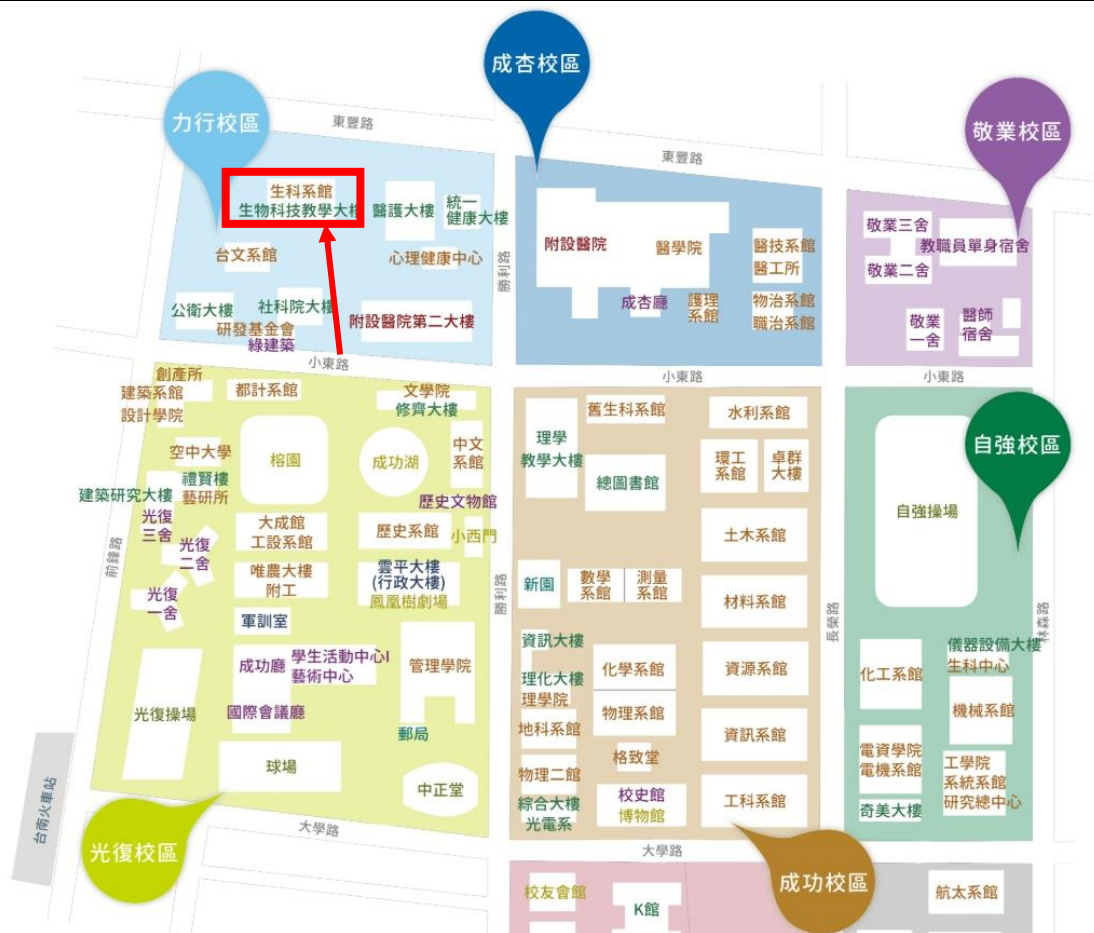 成杏校區
力行校區
敬業校區
東豐路
東豐路
生科系館
生物科技教學大樓
醫護大樓
統一
健康大樓
台文系館
心理健康中心
公衛大樓
社科院大樓
研發基金會
綠建築
附設醫院第二大樓
勝利路
附設醫院
醫學院
醫技系館
醫工所
成杏廳
護理
系館
物治系館
職治系館
敬業三舍
教職員單身宿舍
敬業二舍
敬業
一舍
醫師
宿舍
小東路
小東路
小東路
創產所
建築系館
設計學院
都計系館
文學院
修齊大樓
空中大學
榕園
成功湖
中文
系館
禮賢樓
建築研究大樓
藝研所
歷史文物館
光復
三舍
大成館
工設系館
歷史系館
小西門
光復
二舍
前鋒路
唯農大樓
附工
雲平大樓
(行政大樓)
鳳凰樹劇場
光復
一舍
軍訓室
成功廳
學生活動中心I
藝術中心
管理學院
光復操場
國際會議廳
郵局
球場
中正堂
台南火車站
光復校區
大學路
勝利路
理學
教學大樓
舊生科系館
水利系館
總圖書館
環工
系館
卓群
大樓
土木系館
新園
數學
系館
測量
系館
材料系館
資訊大樓
理化大樓
理學院
化學系館
資源系館
地科系館
物理系館
資訊系館
格致堂
物理二館
綜合大樓
光電系
校史館
博物館
工科系館
長榮路
成功校區
大學路
自強校區
自強操場
林森路
儀器設備大樓
生科中心
化工系館
機械系館
電資學院
電機系館
工學院
系統系館
研究總中心
奇美大樓
校友會館
K館
航太系館